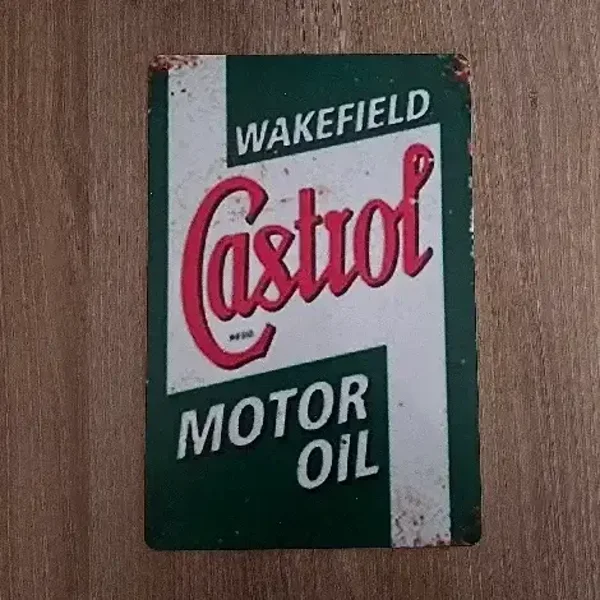 WAKEFIELD
Castrol
MOTOR
OIL